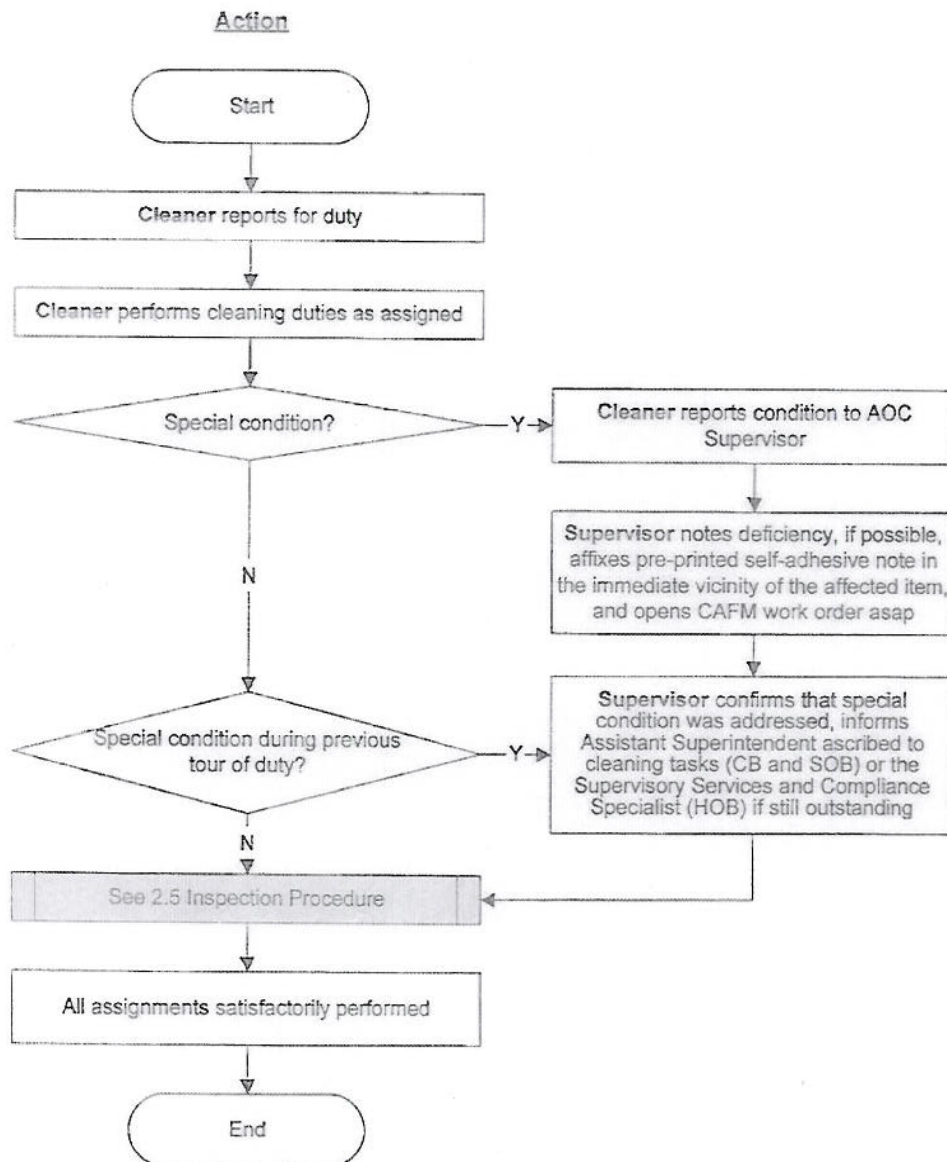 Action
Start
Cleaner reports for duty
Cleaner performs cleaning duties as assigned
Special condition?
Y
Cleaner reports condition to AOC
Supervisor
Supervisor notes deficiency, if possible,
affixes pre-printed self-adhesive note in
the immediate vicinity of the affected item,
and opens CAFM work order asap
N
Special condition during previous
tour of duty?
Y
Supervisor confirms that special
condition was addressed, informs
Assistant Superintendent ascribed to
cleaning tasks (CB and SOB) or the
Supervisory Services and Compliance
Specialist (HOB) if still outstanding
N
See 2.5 Inspection Procedure
All assignments satisfactorily performed
End